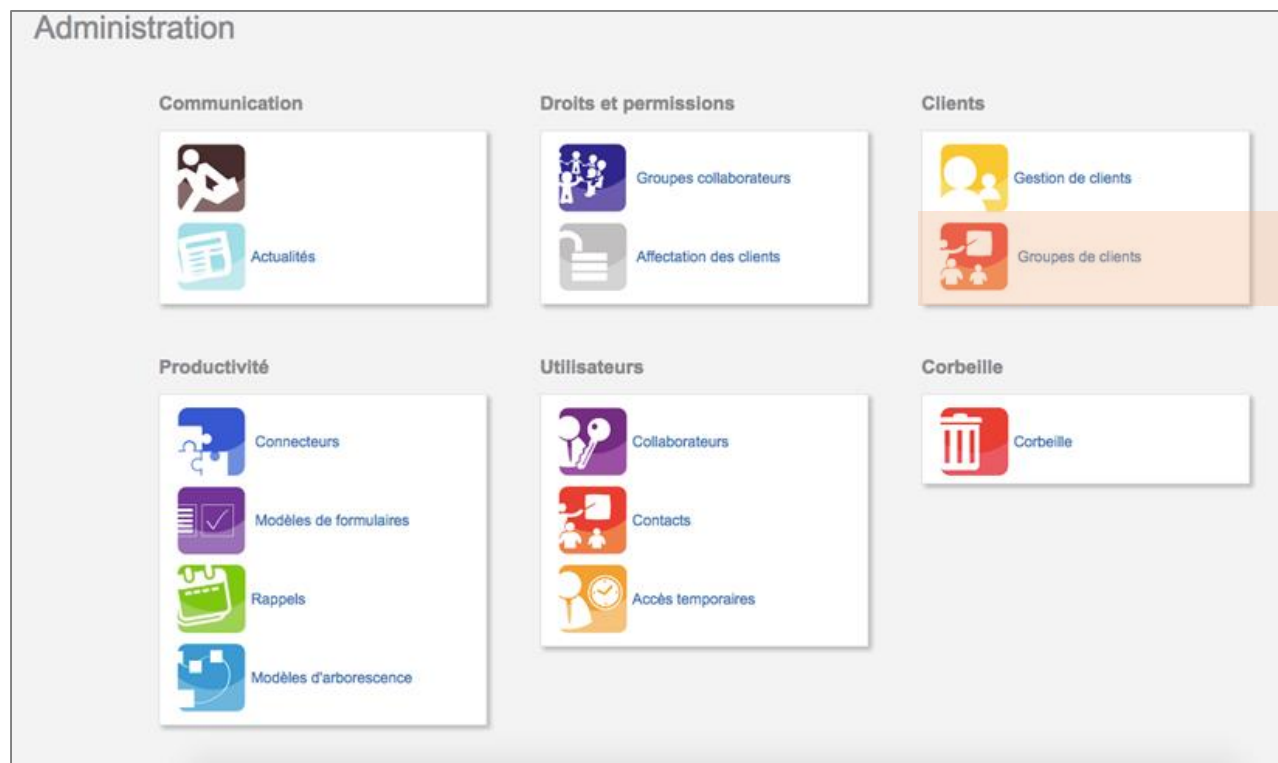 Administration
Communication
Actualités
Droits et permissions
Groupes collaborateurs
Affectation des clients
Clients
Gestion de clients
Groupes de clients
Productivité
Connecteurs
Modèles de formulaires
Rappels
Modèles d'arborescence
Utilisateurs
Collaborateurs
Contacts
Accès temporaires
Corbeille
Corbeille